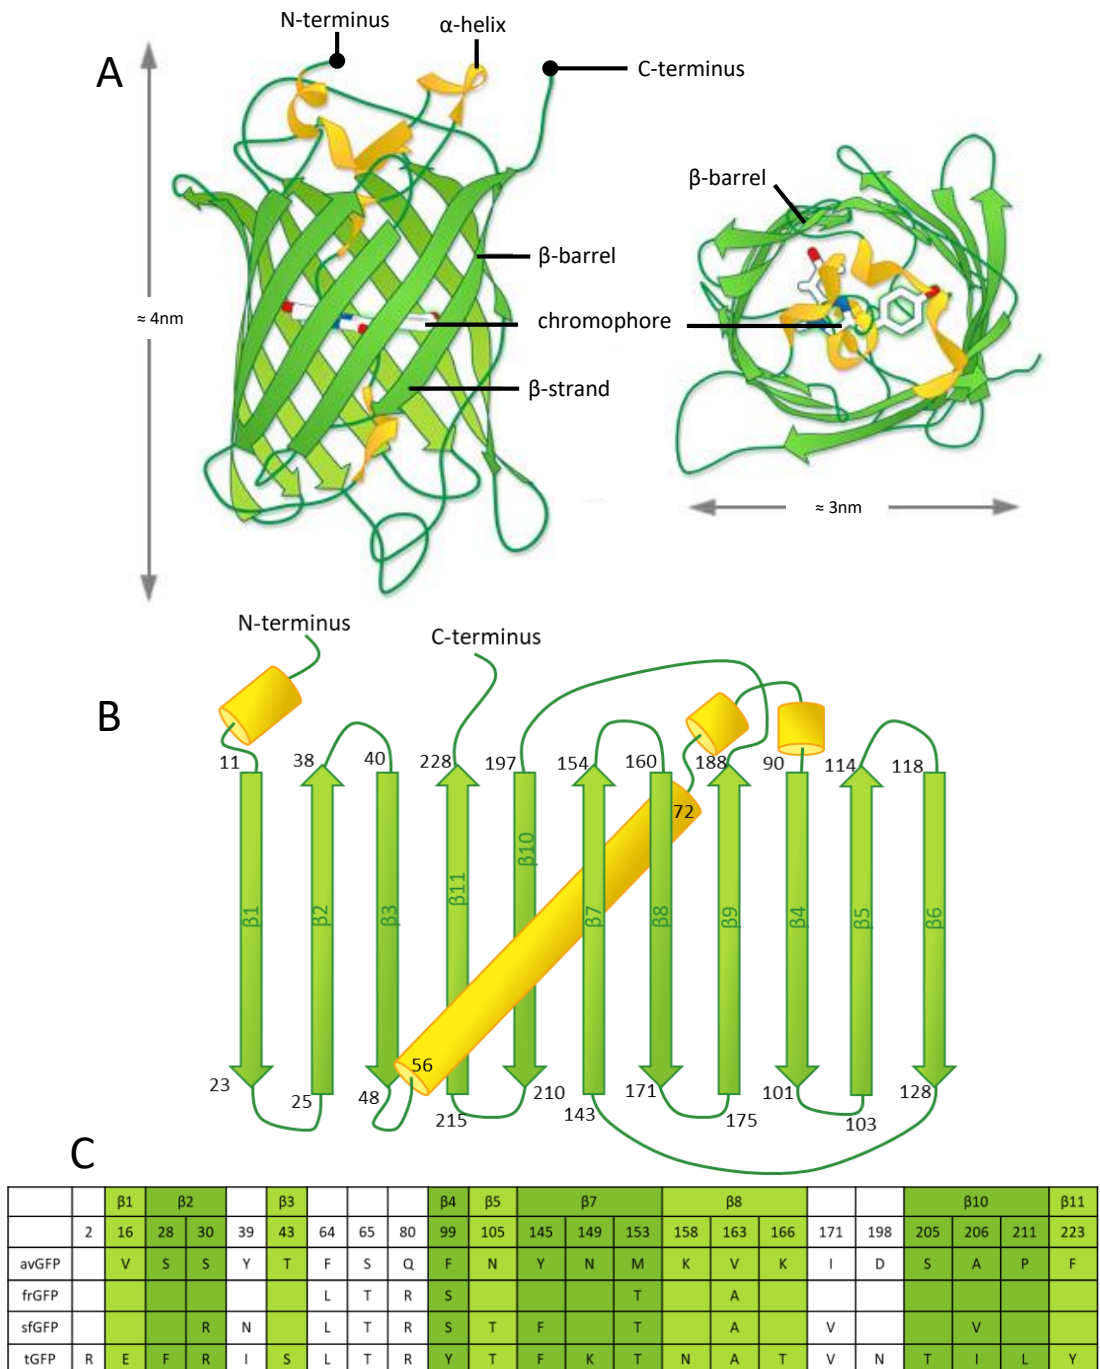 N-terminus
α-helix
C-terminus
A
β-barrel
β-barrel
≈ 4nm
chromophore
β-strand
≈ 3nm
N-terminus
C-terminus
B
11 38 40 228 197 154 160 188 90 114 118
72
β1 β2 β3 β11 β10 β7 β8 β9 β4 β5 β6
56
23 25 48 215 210 143 171 175 101 103 128
C
β1 β2 β3 β4 β5 β7 β8 β10 β11
2 16 28 30 39 43 64 65 80 99 105 145 149 153 158 163 166 171 198 205 206 211 223
avGFP V S S Y T F S Q F N Y N M K V K I D S A P F
frGFP L T R S T A
sfGFP R N L T R S T F T A V V
tGFP R E F R I S L T R Y T F K T N A T V N T I L Y